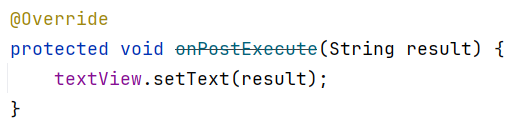 @Override
protected void onPostExecute(String result) {
    textView.setText(result);
}